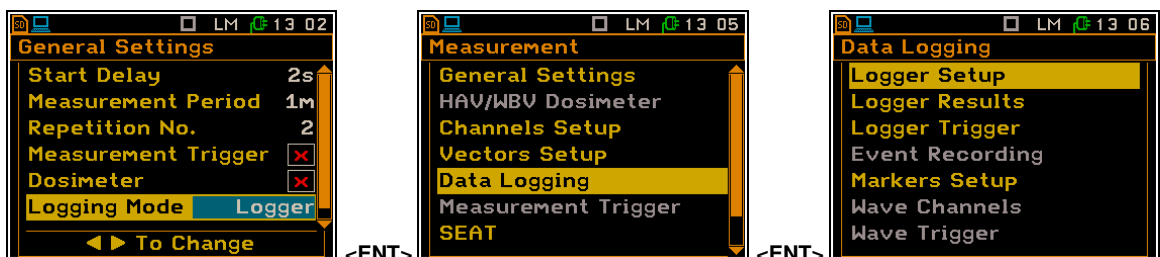 LM 13 02
General Settings
Start Delay 2s
Measurement Period 1m
Repetition No. 2
Measurement Trigger
Dosimeter
Logging Mode Logger
To Change
<ENT>
LM 13 05
Measurement
General Settings
HAV/WBV Dosimeter
Channels Setup
Vectors Setup
Data Logging
Measurement Trigger
SEAT
<ENT>
LM 13 06
Data Logging
Logger Setup
Logger Results
Logger Trigger
Event Recording
Markers Setup
Wave Channels
Wave Trigger